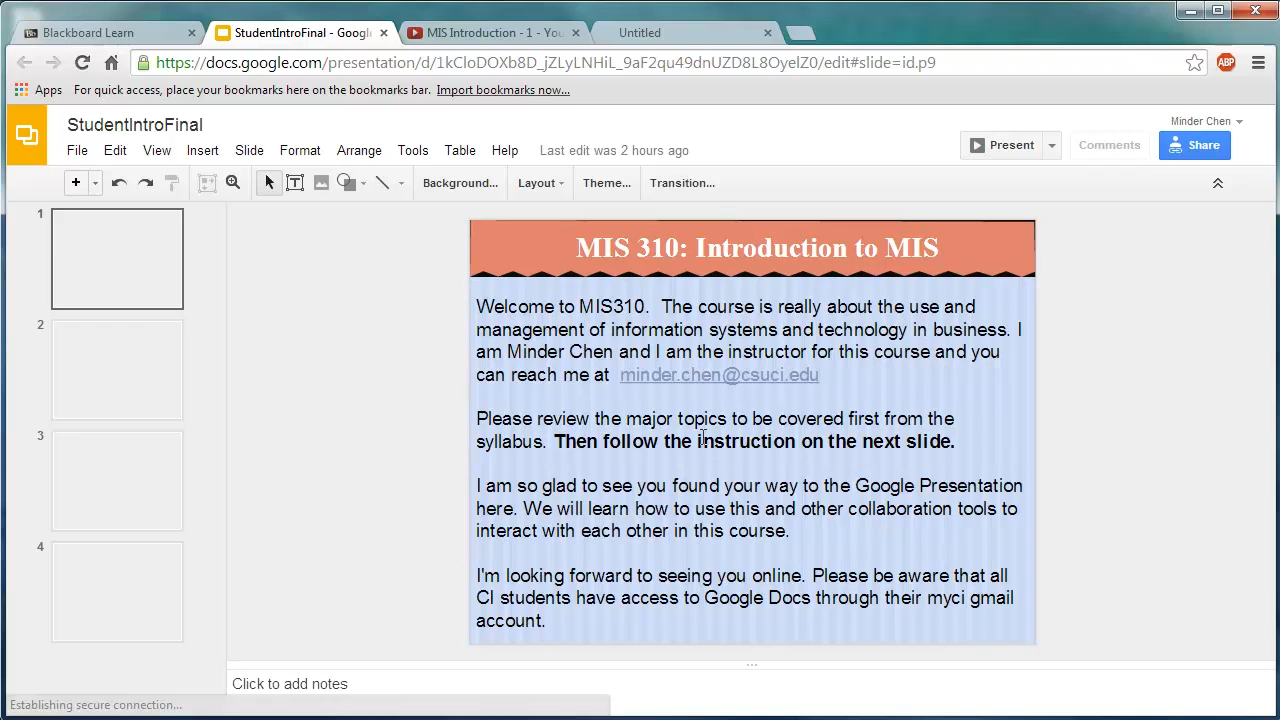 Blackboard Learn
StudentIntroFinal - Googl
MIS Introduction - 1 - You
Untitled
https://docs.google.com/presentation/d/1kCloDOXb8D_jZLyLNHiL_9aF2qu49dnUZD8L8OyelZ0/edit#slide=id.p9
ABP
Apps For quick access, place your bookmarks here on the bookmarks bar. Import bookmarks now...
StudentIntroFinal
Minder Chen
File Edit View Insert Slide Format Arrange Tools Table Help Last edit was 2 hours ago
Present Comments Share
Background... Layout Theme... Transition...
1
2
3
4
MIS 310: Introduction to MIS
Welcome to MIS310. The course is really about the use and
management of information systems and technology in business. I
am Minder Chen and I am the instructor for this course and you
can reach me at minder.chen@csuci.edu
Please review the major topics to be covered first from the
syllabus. Then follow the instruction on the next slide.
I am so glad to see you found your way to the Google Presentation
here. We will learn how to use this and other collaboration tools to
interact with each other in this course.
I'm looking forward to seeing you online. Please be aware that all
CI students have access to Google Docs through their myci gmail
account.
Click to add notes
Establishing secure connection...